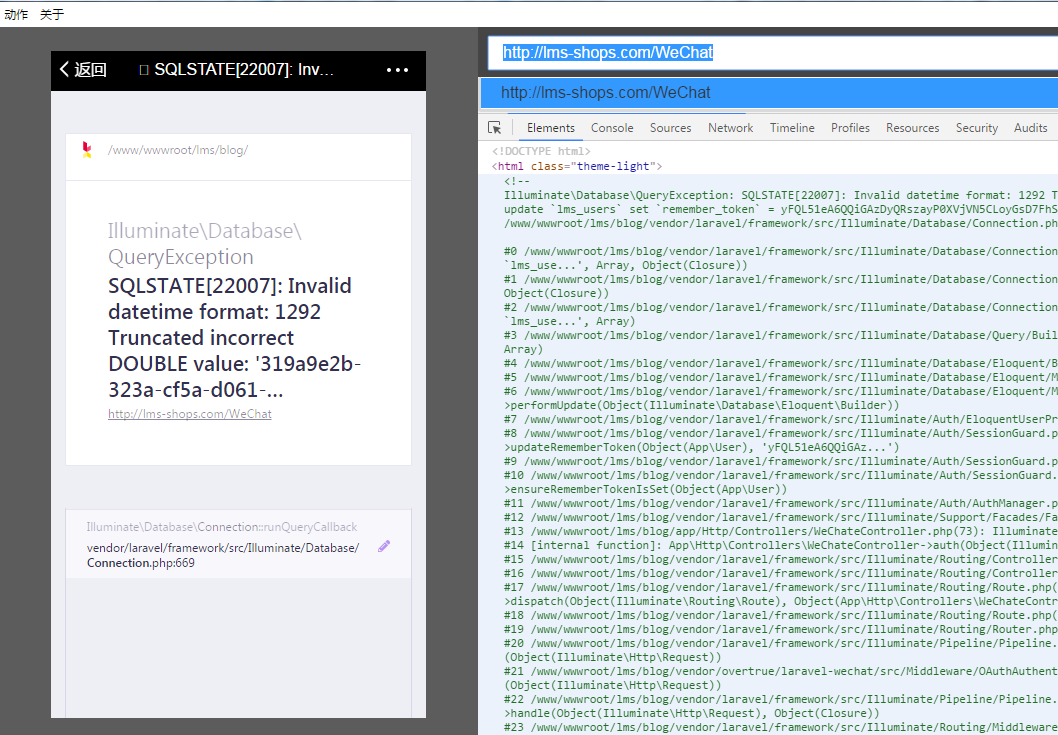 动作 关于
返回 SQLSTATE[22007]: Inv… •••
/www/wwwroot/lms/blog/
Illuminate\Database\
QueryException
SQLSTATE[22007]: Invalid
datetime format: 1292
Truncated incorrect
DOUBLE value: '319a9e2b-
323a-cf5a-d061-...
http://lms-shops.com/WeChat
Illuminate\Database\Connection::runQueryCallback
vendor/laravel/framework/src/Illuminate/Database/
Connection.php:669
http://lms-shops.com/WeChat
http://lms-shops.com/WeChat
Elements Console Sources Network Timeline Profiles Resources Security Audits
<!DOCTYPE html>
<html class="theme-light">
<!--
Illuminate\Database\QueryException: SQLSTATE[22007]: Invalid datetime format: 1292 T
update `lms_users` set `remember_token` = yFQL51eA6QQiGAzDyQRszayP0XVjVN5CLoyGsD7FhS
/www/wwwroot/lms/blog/vendor/laravel/framework/src/Illuminate/Database/Connection.ph
#0 /www/wwwroot/lms/blog/vendor/laravel/framework/src/Illuminate/Database/Connection
`lms_use...', Array, Object(Closure))
#1 /www/wwwroot/lms/blog/vendor/laravel/framework/src/Illuminate/Database/Connection
Object(Closure))
#2 /www/wwwroot/lms/blog/vendor/laravel/framework/src/Illuminate/Database/Connection
`lms_use...', Array)
#3 /www/wwwroot/lms/blog/vendor/laravel/framework/src/Illuminate/Database/Query/Buil
Array)
#4 /www/wwwroot/lms/blog/vendor/laravel/framework/src/Illuminate/Database/Eloquent/B
#5 /www/wwwroot/lms/blog/vendor/laravel/framework/src/Illuminate/Database/Eloquent/M
#6 /www/wwwroot/lms/blog/vendor/laravel/framework/src/Illuminate/Database/Eloquent/M
>performUpdate(Object(Illuminate\Database\Eloquent\Builder))
#7 /www/wwwroot/lms/blog/vendor/laravel/framework/src/Illuminate/Auth/EloquentUserPr
#8 /www/wwwroot/lms/blog/vendor/laravel/framework/src/Illuminate/Auth/SessionGuard.p
>updateRememberToken(Object(App\User), 'yFQL51eA6QQiGAz...')
#9 /www/wwwroot/lms/blog/vendor/laravel/framework/src/Illuminate/Auth/SessionGuard.p
#10 /www/wwwroot/lms/blog/vendor/laravel/framework/src/Illuminate/Auth/SessionGuard.
>ensureRememberTokenIsSet(Object(App\User))
#11 /www/wwwroot/lms/blog/vendor/laravel/framework/src/Illuminate/Auth/AuthManager.p
#12 /www/wwwroot/lms/blog/vendor/laravel/framework/src/Illuminate/Support/Facades/Fa
#13 /www/wwwroot/lms/blog/app/Http/Controllers/WeChateController.php(73): Illuminate
#14 [internal function]: App\Http\Controllers\WeChateController->auth(Object(Illumin
#15 /www/wwwroot/lms/blog/vendor/laravel/framework/src/Illuminate/Routing/Controller
#16 /www/wwwroot/lms/blog/vendor/laravel/framework/src/Illuminate/Routing/Controller
#17 /www/wwwroot/lms/blog/vendor/laravel/framework/src/Illuminate/Routing/Route.php(
>dispatch(Object(Illuminate\Routing\Route), Object(App\Http\Controllers\WeChateContr
#18 /www/wwwroot/lms/blog/vendor/laravel/framework/src/Illuminate/Routing/Route.php(
#19 /www/wwwroot/lms/blog/vendor/laravel/framework/src/Illuminate/Routing/Router.php
#20 /www/wwwroot/lms/blog/vendor/laravel/framework/src/Illuminate/Pipeline/Pipeline.
(Object(Illuminate\Http\Request))
#21 /www/wwwroot/lms/blog/vendor/overtrue/laravel-wechat/src/Middleware/OAuthAuthent
(Object(Illuminate\Http\Request))
#22 /www/wwwroot/lms/blog/vendor/laravel/framework/src/Illuminate/Pipeline/Pipeline.
>handle(Object(Illuminate\Http\Request), Object(Closure))
#23 /www/wwwroot/lms/blog/vendor/laravel/framework/src/Illuminate/Routing/Middleware